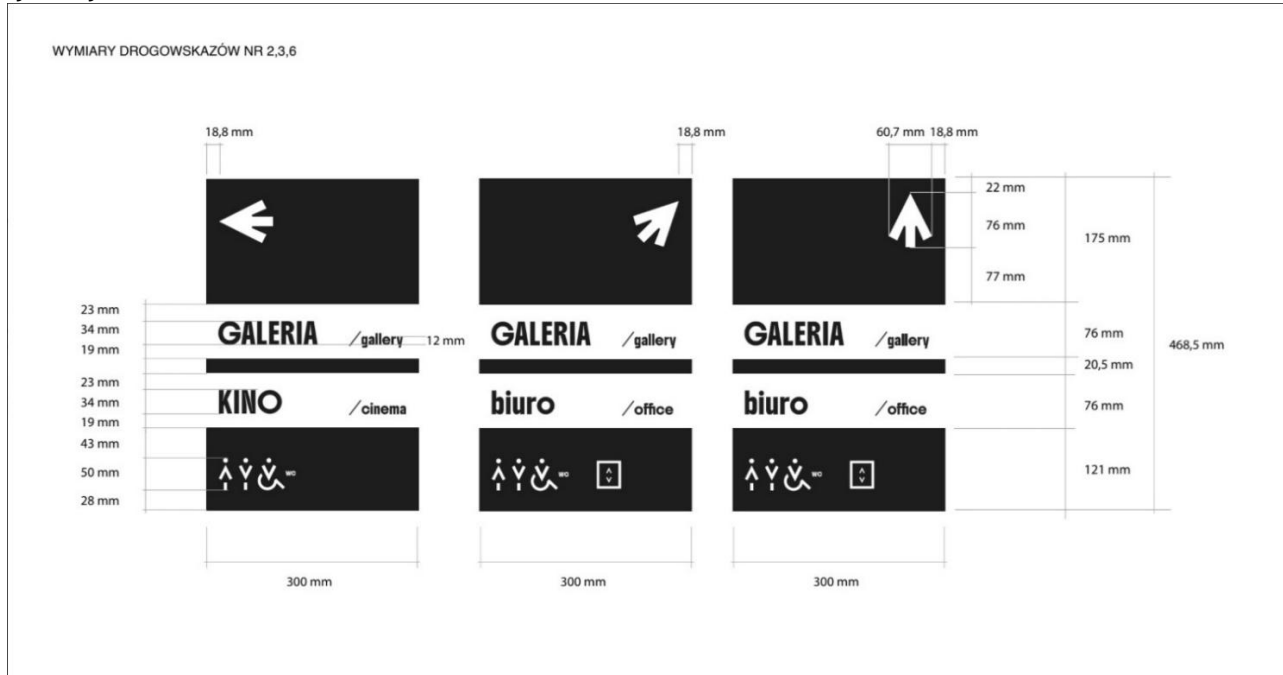 WYMIARY DROGOWSKAZÓW NR 2,3,6
18,8 mm
18,8 mm
60,7 mm 18,8 mm
22 mm
76 mm
77 mm
175 mm
76 mm
20,5 mm
76 mm
121 mm
468,5 mm
23 mm
34 mm
19 mm
23 mm
34 mm
19 mm
43 mm
50 mm
28 mm
GALERIA /gallery
12 mm
KINO /cinema
wc
300 mm
GALERIA /gallery
biuro /office
wc
300 mm
GALERIA /gallery
biuro /office
wc
300 mm